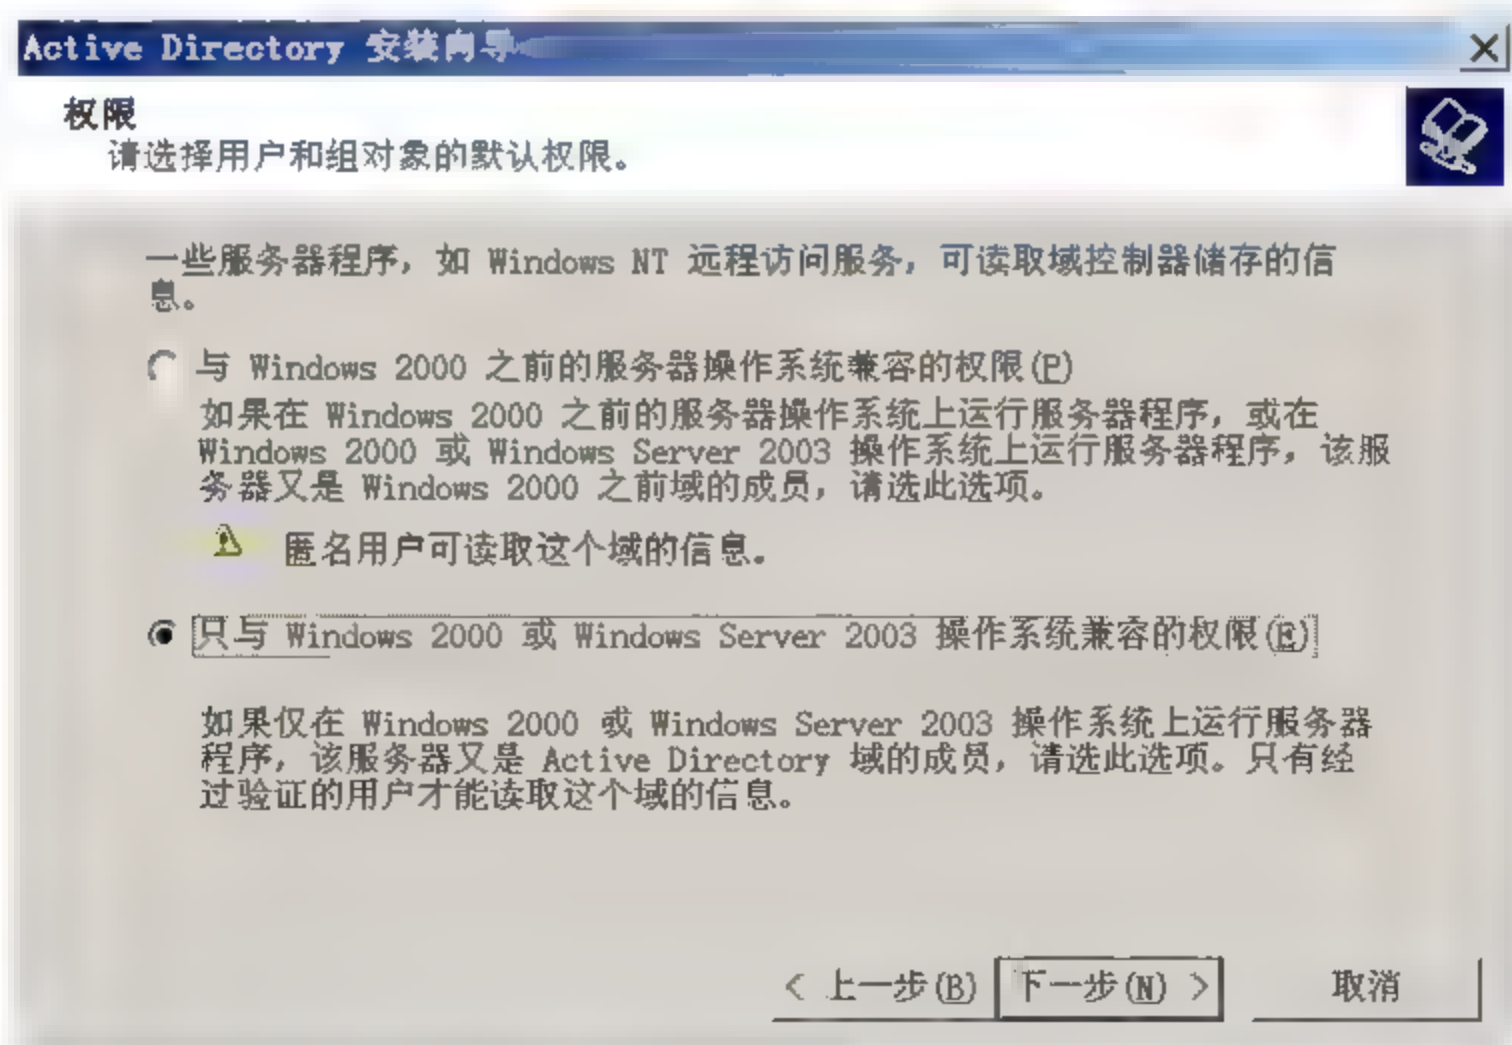 Active Directory 安装向导
权限
请选择用户和组对象的默认权限。
一些服务器程序，如 Windows NT 远程访问服务，可读取域控制器储存的信
息。
与 Windows 2000 之前的服务器操作系统兼容的权限(P)
如果在 Windows 2000 之前的服务器操作系统上运行服务器程序，或在
Windows 2000 或 Windows Server 2003 操作系统上运行服务器程序，该服
务器又是 Windows 2000 之前域的成员，请选此选项。
匿名用户可读取这个域的信息。
只与 Windows 2000 或 Windows Server 2003 操作系统兼容的权限(E)
如果仅在 Windows 2000 或 Windows Server 2003 操作系统上运行服务器
程序，该服务器又是 Active Directory 域的成员，请选此选项。只有经
过验证的用户才能读取这个域的信息。
< 上一步(B) 下一步(N) > 取消